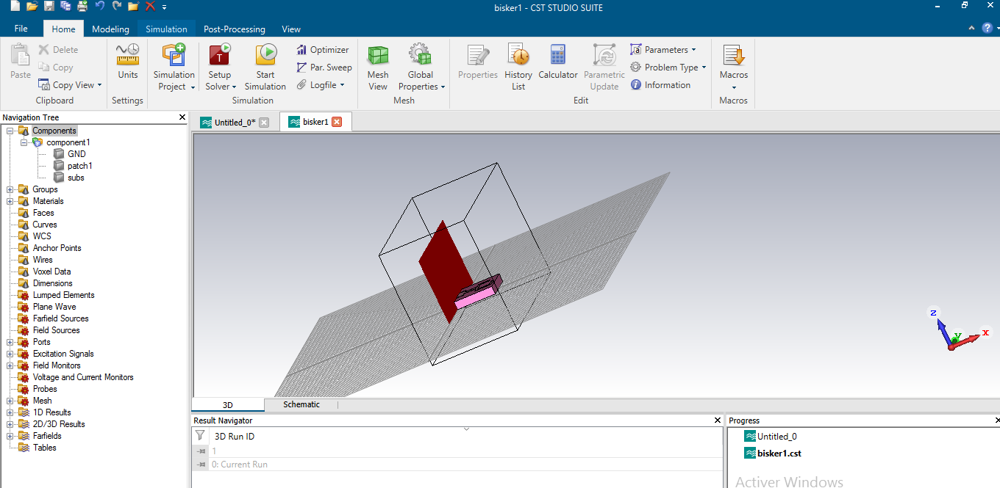 bisker1 - CST STUDIO SUITE
File Home Modeling Simulation Post-Processing View
Paste
Delete
Copy
Copy View
Clipboard
Units
Settings
Simulation Project
Setup Solver
Start Simulation
Optimizer
Par. Sweep
Logfile
Simulation
Mesh View
Global Properties
Mesh
Properties
History List
Calculator
Parametric Update
Parameters
Problem Type
Information
Edit
Macros
Macros
Navigation Tree
Components
component1
GND
patch1
subs
Groups
Materials
Faces
Curves
WCS
Anchor Points
Wires
Voxel Data
Dimensions
Lumped Elements
Plane Wave
Farfield Sources
Field Sources
Ports
Excitation Signals
Field Monitors
Voltage and Current Monitors
Probes
Mesh
1D Results
2D/3D Results
Farfields
Tables
Untitled_0* bisker1
z
y
x
3D Schematic
Result Navigator
3D Run ID
1
0: Current Run
Progress
Untitled_0
bisker1.cst
Activer Windows